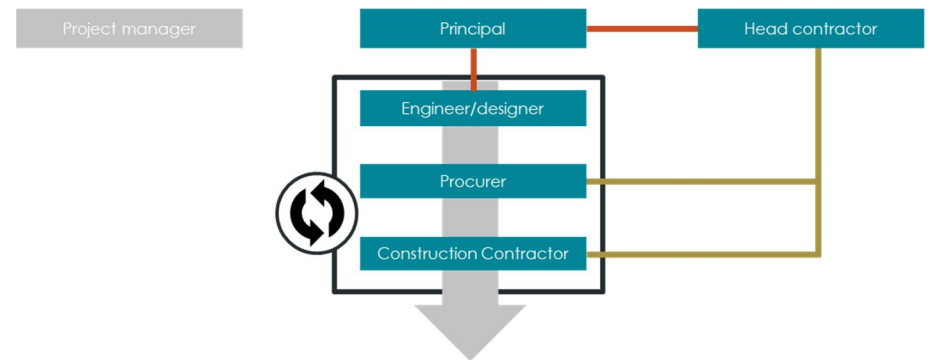 Project manager
Principal
Head contractor
Engineer/designer
Procurer
Construction Contractor